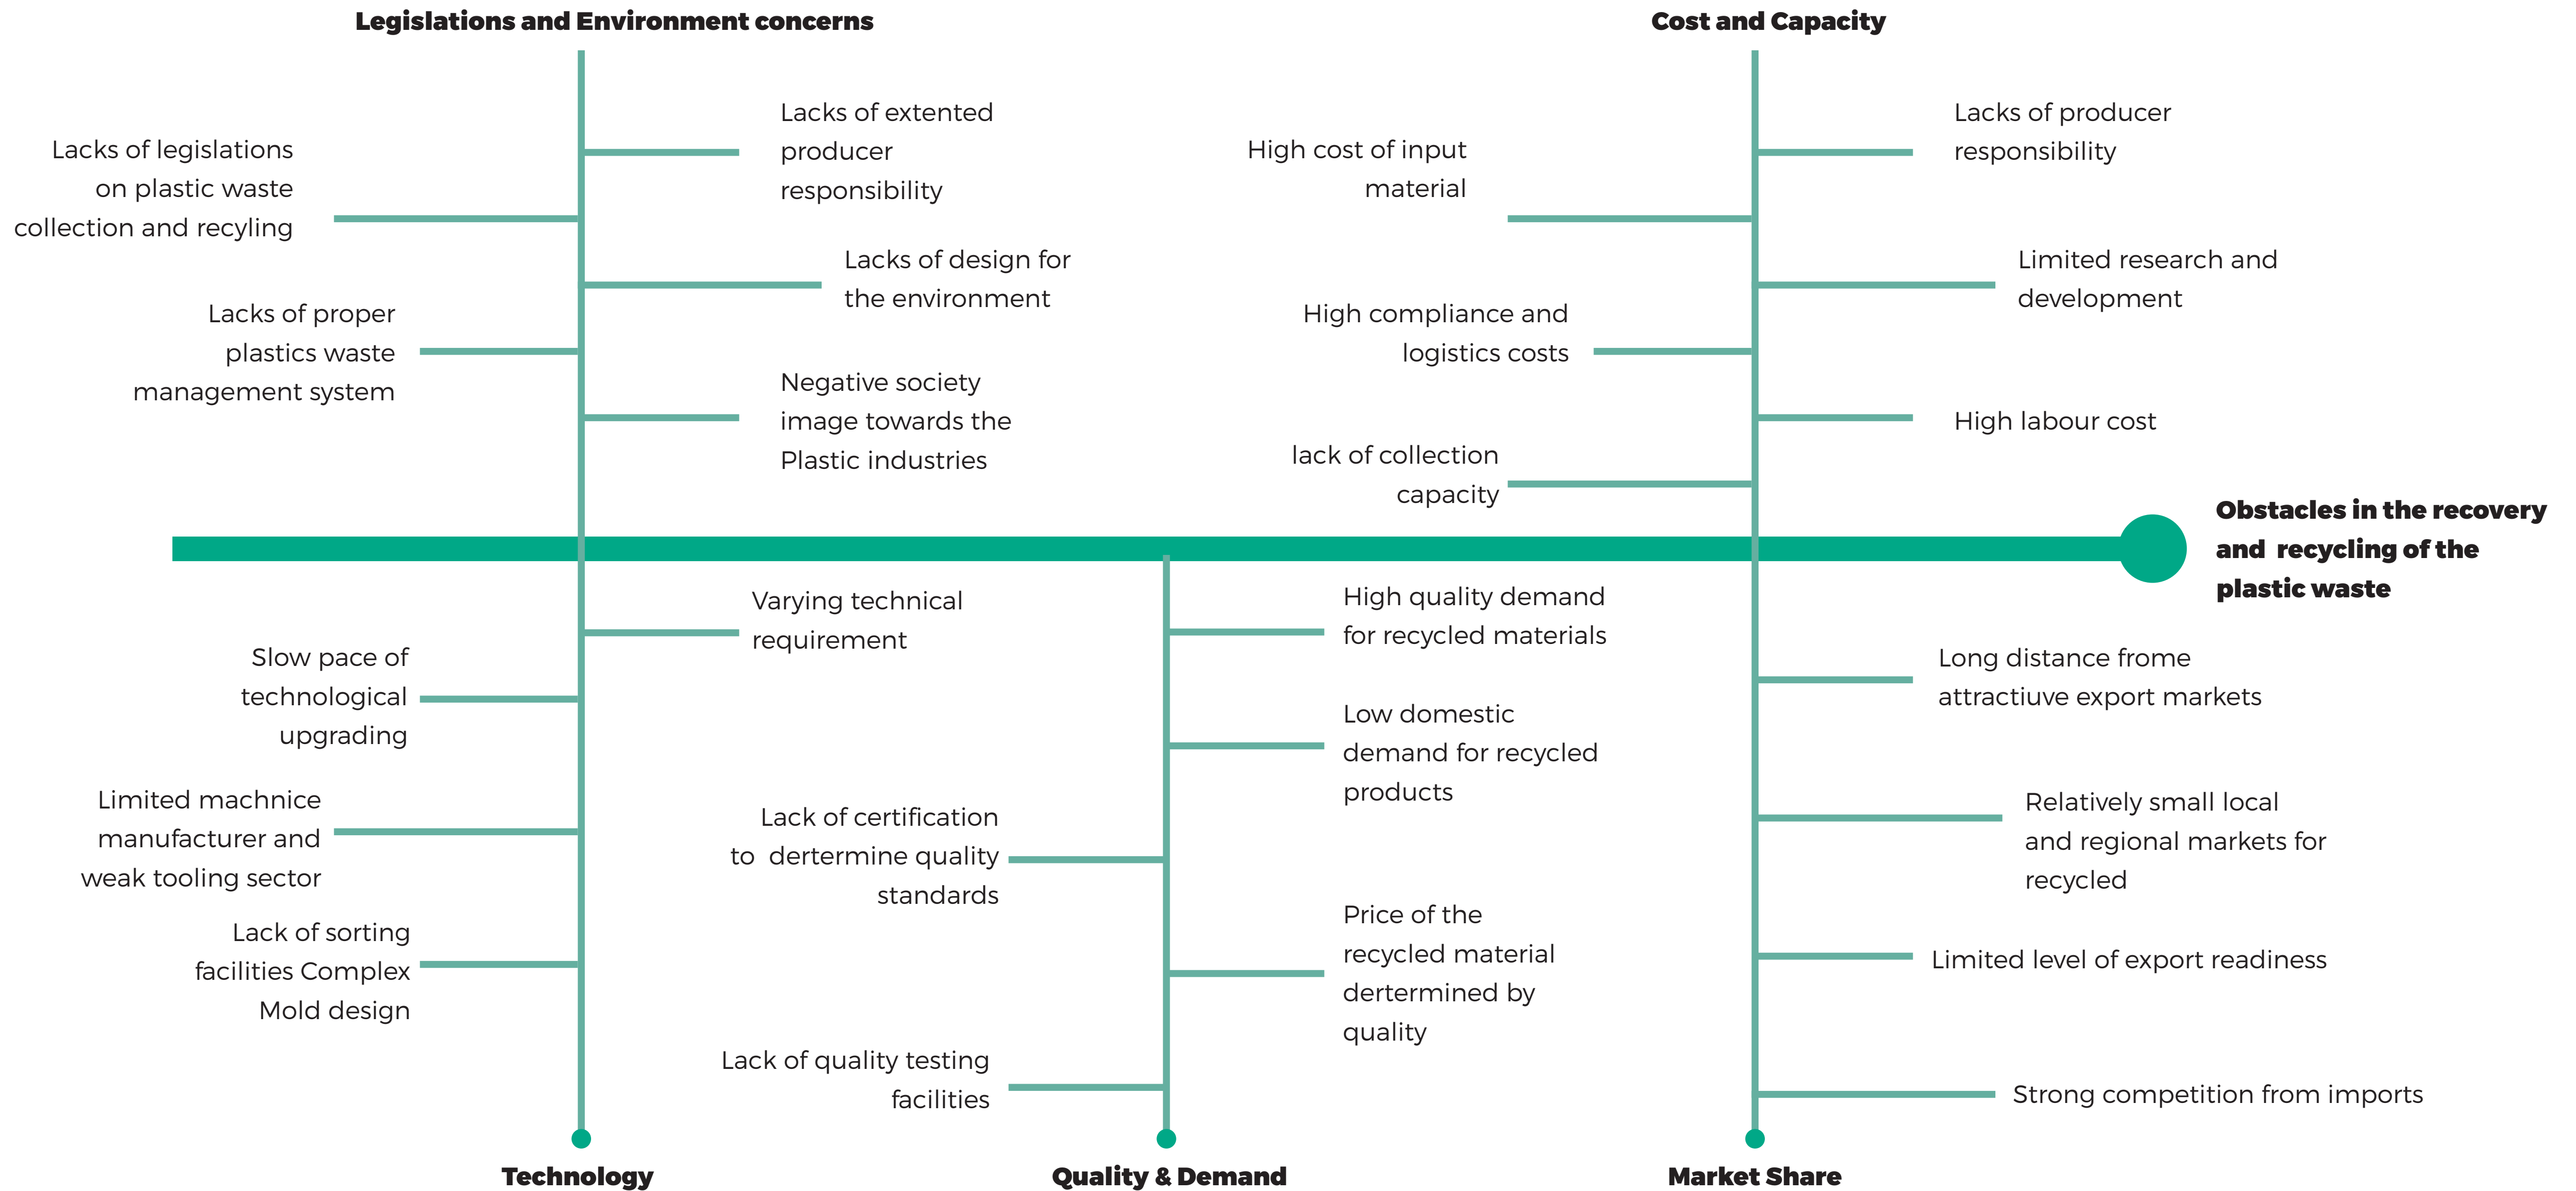 Legislations and Environment concerns
Lacks of legislations
on plastic waste
collection and recyling
Lacks of proper
plastics waste
management system
Lacks of extented
producer
responsibility
Lacks of design for
the environment
Negative society
image towards the
Plastic industries
Cost and Capacity
High cost of input
material
High compliance and
logistics costs
lack of collection
capacity
Lacks of producer
responsibility
Limited research and
development
High labour cost
Obstacles in the recovery
and  recycling of the
plastic waste
Slow pace of
technological
upgrading
Limited machnice
manufacturer and
weak tooling sector
Lack of sorting
facilities Complex
Mold design
Varying technical
requirement
Technology
Lack of certification
to  dertermine quality
standards
Lack of quality testing
facilities
High quality demand
for recycled materials
Low domestic
demand for recycled
products
Price of the
recycled material
dertermined by
quality
Quality & Demand
Long distance frome
attractiuve export markets
Relatively small local
and regional markets for
recycled
Limited level of export readiness
Strong competition from imports
Market Share